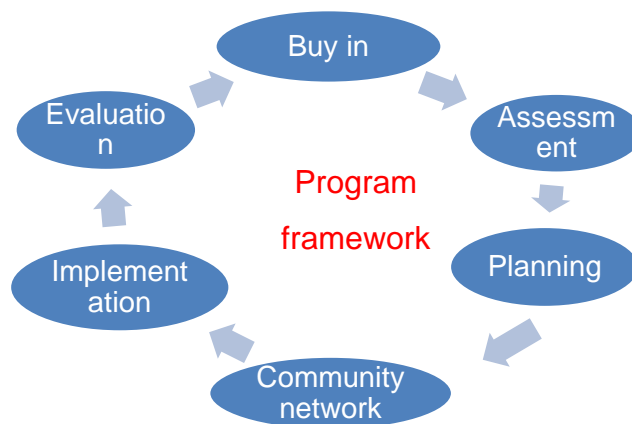 Buy in
Assessm
ent
Planning
Community
network
Implement
ation
Evaluatio
n
Program
framework